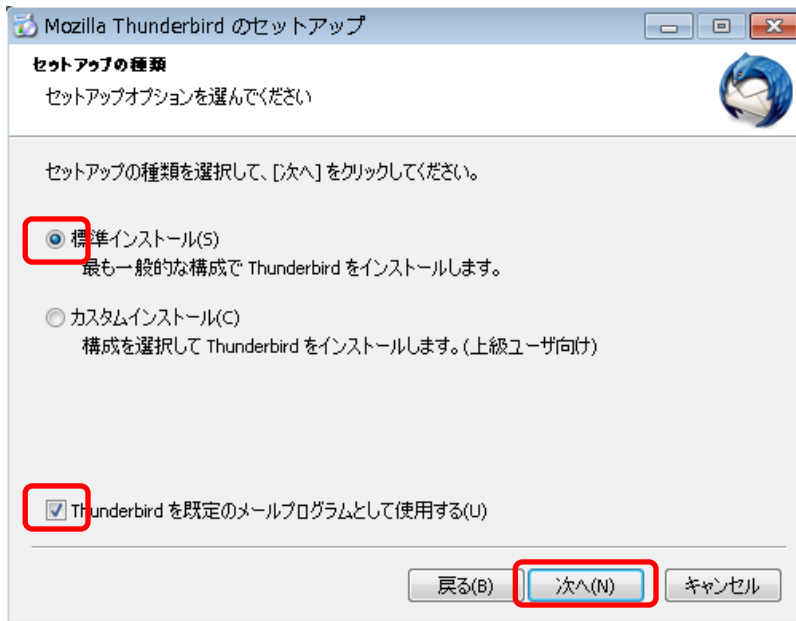 Mozilla Thunderbird のセットアップ
セットアップの種類
セットアップオプションを選んでください
セットアップの種類を選択して、[次へ] をクリックしてください。
標準インストール(S)
最も一般的な構成で Thunderbird をインストールします。
カスタムインストール(C)
構成を選択して Thunderbird をインストールします。(上級ユーザ向け)
Thunderbird を既定のメールプログラムとして使用する(U)
戻る(B) 次へ(N) キャンセル